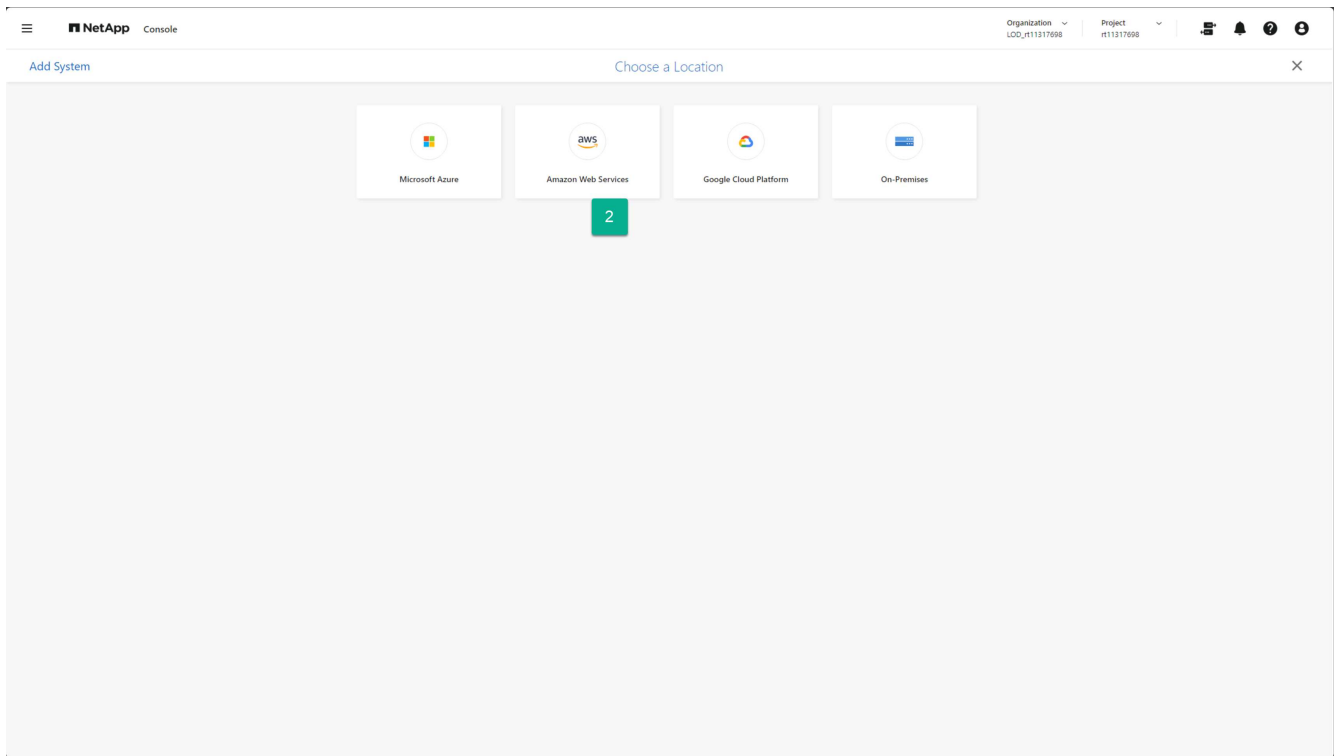 NetApp Console
Organization
LOD_rt11317698
Project
rt11317698
Add System
Choose a Location
aws
Microsoft Azure
Amazon Web Services
Google Cloud Platform
On-Premises
2